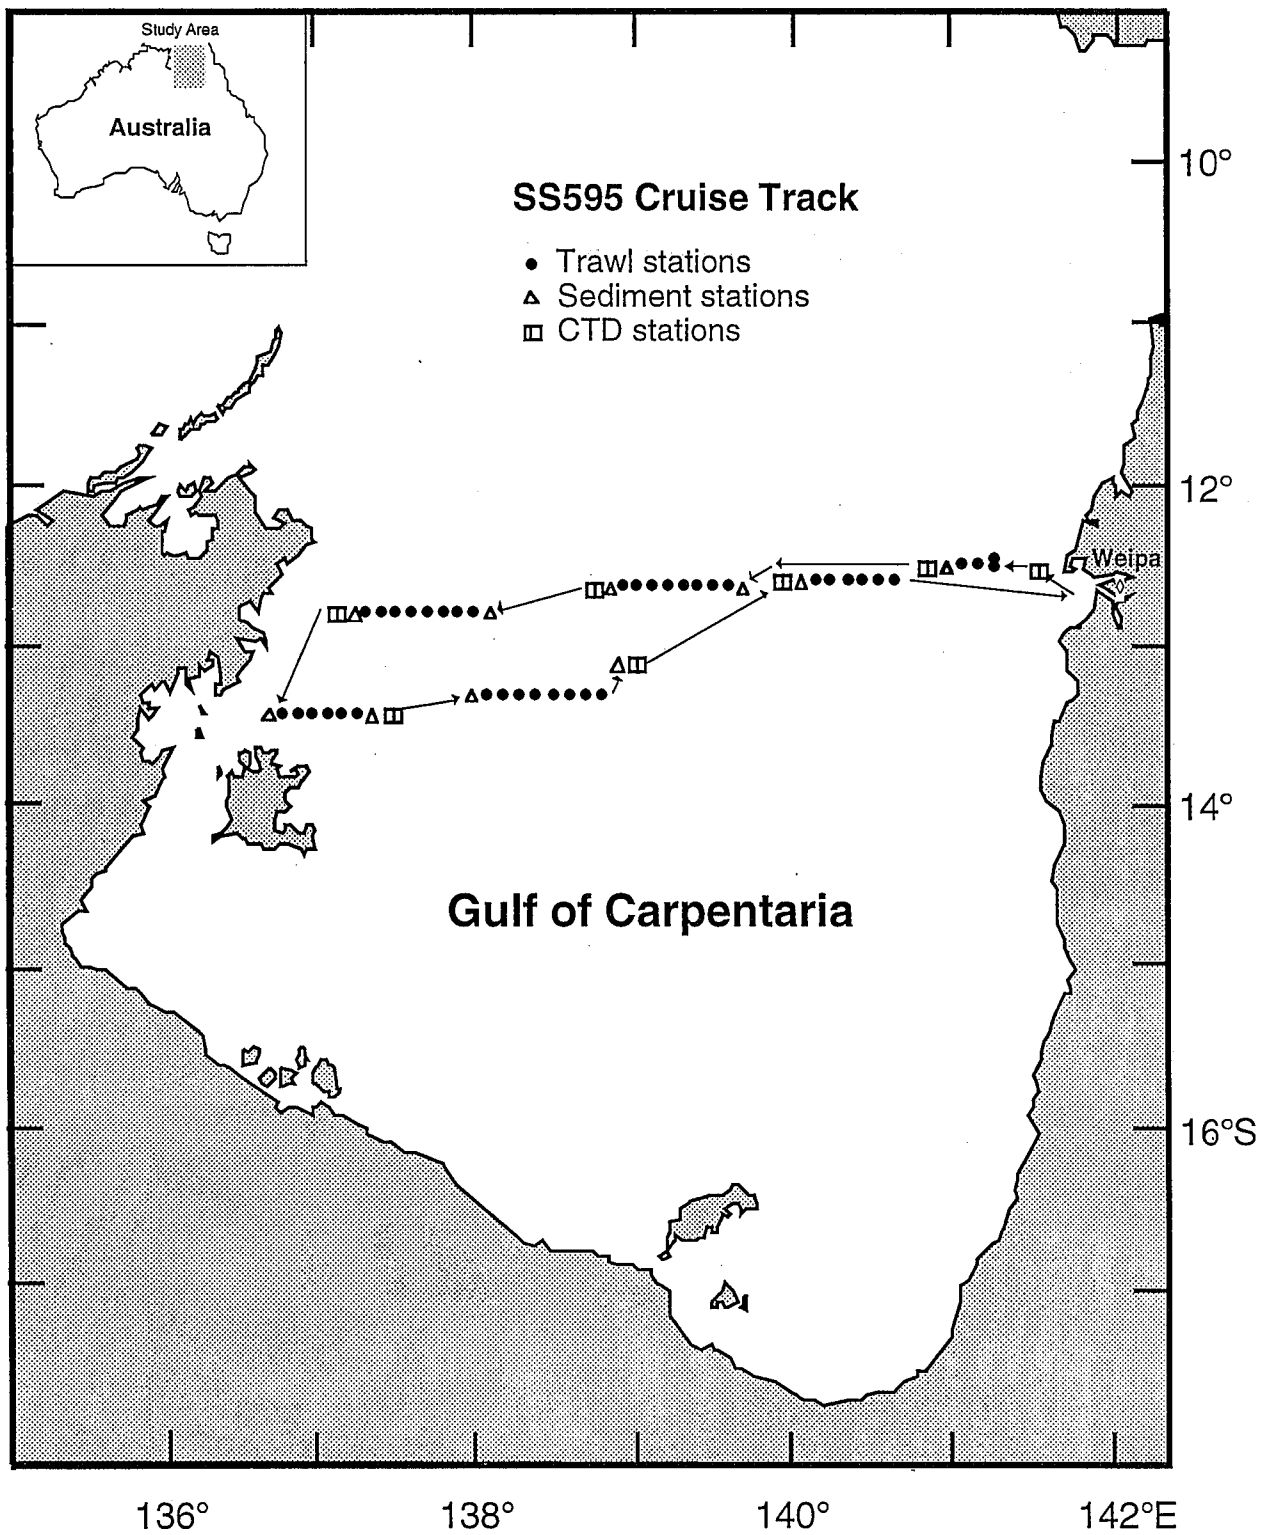 Study Area
Australia
SS595 Cruise Track
Trawl stations
Sediment stations
CTD stations
10°
12°
Weipa
14°
Gulf of Carpentaria
16°S
136°
138°
140°
142°E